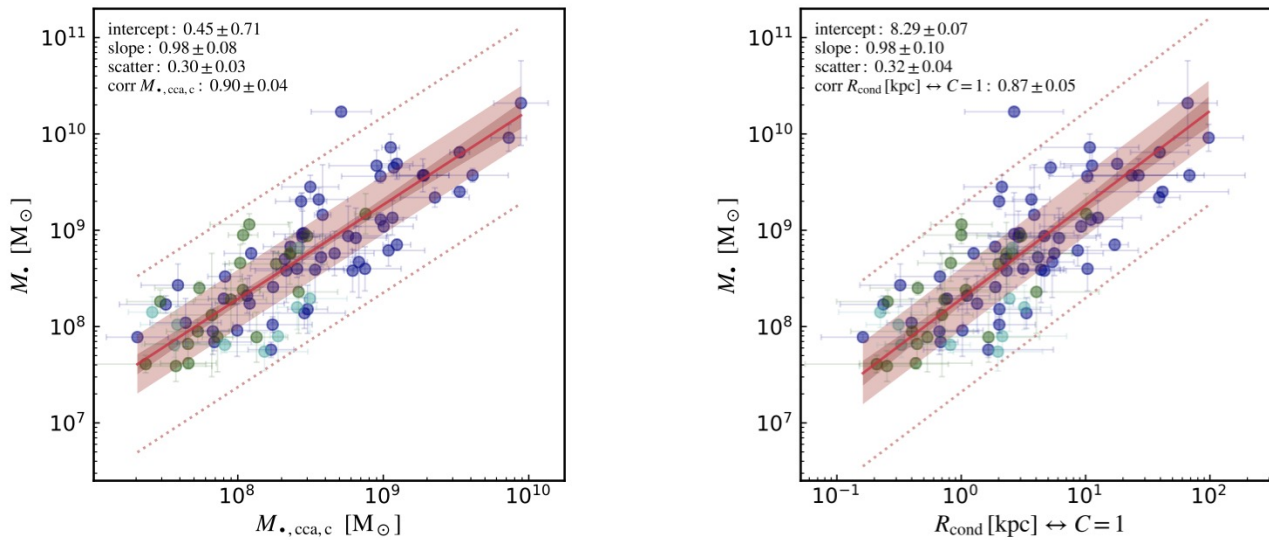 intercept: 0.45±0.71
slope: 0.98±0.08
scatter: 0.30±0.03
corr M•,cca,c: 0.90±0.04
10¹¹
10¹⁰
10⁹
10⁸
10⁷
M• [M⊙]
10⁸ 10⁹ 10¹⁰
M•,cca,c [M⊙]
intercept: 8.29±0.07
slope: 0.98±0.10
scatter: 0.32±0.04
corr Rcond [kpc] ↔ C=1: 0.87±0.05
10¹¹
10¹⁰
10⁹
10⁸
10⁷
M• [M⊙]
10⁻¹ 10⁰ 10¹ 10²
Rcond [kpc] ↔ C=1